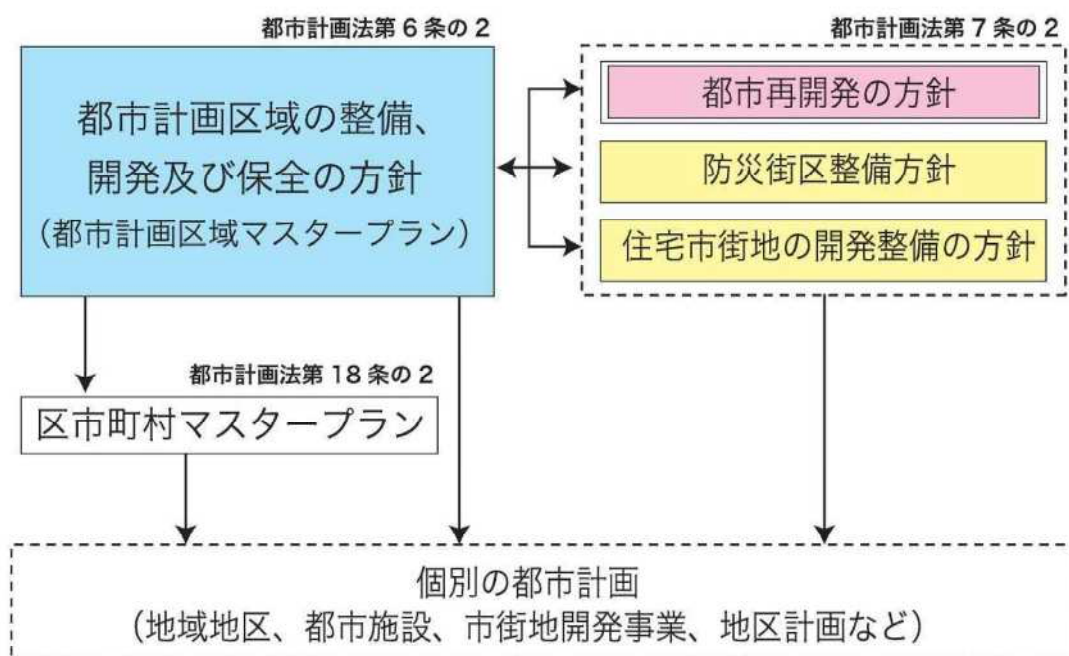 都市計画法第6条の2
都市計画区域の整備、
開発及び保全の方針
（都市計画区域マスタープラン）
都市計画法第7条の2
都市再開発の方針
防災街区整備方針
住宅市街地の開発整備の方針
都市計画法第18条の2
区市町村マスタープラン
個別の都市計画
（地域地区、都市施設、市街地開発事業、地区計画など）